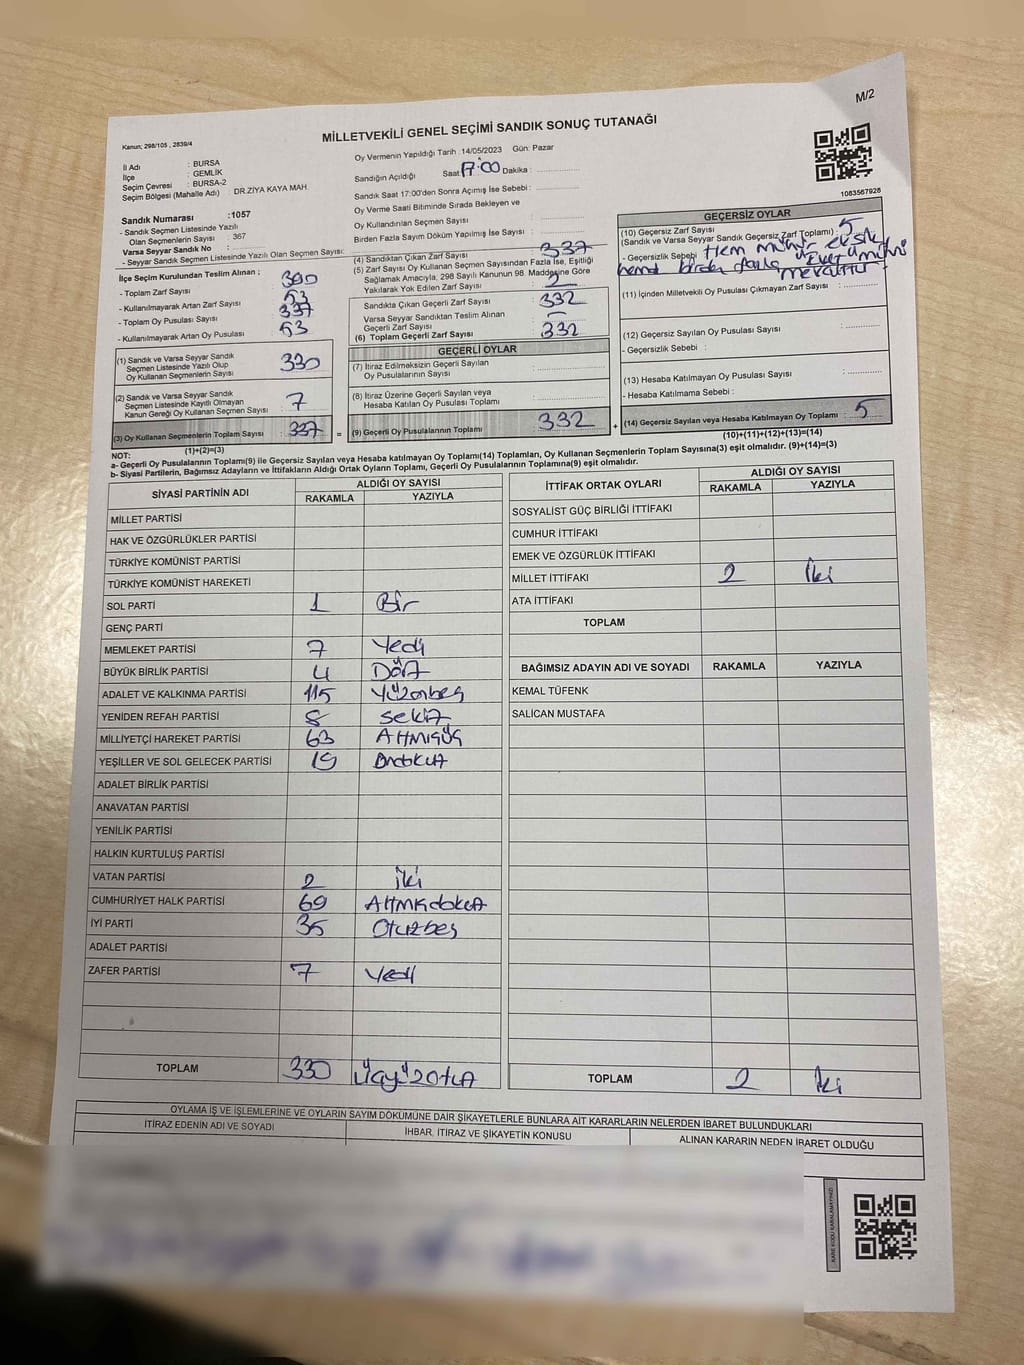 M/2
MİLLETVEKİLİ GENEL SEÇİMİ SANDIK SONUÇ TUTANAĞI
Kanun; 298/105 , 2839/4
İl Adı : BURSA
İlçe : GEMLİK
Seçim Çevresi : BURSA-2
Seçim Bölgesi (Mahalle Adı) DR.ZİYA KAYA MAH.
Sandık Numarası :1057
- Sandık Seçmen Listesinde Yazılı
Olan Seçmenlerin Sayısı : 367
Varsa Seyyar Sandık No :
- Seyyar Sandık Seçmen Listesinde Yazılı Olan Seçmen Sayısı:
Oy Vermenin Yapıldığı Tarih : 14/05/2023 Gün: Pazar
Sandığın Açıldığı Saat 17:00 Dakika :
Sandık Saat 17:00'den Sonra Açılmış İse Sebebi :
Oy Verme Saati Bitiminde Sırada Bekleyen ve
Oy Kullandırılan Seçmen Sayısı :
Birden Fazla Sayım Dökümü Yapılmış İse Sayısı :
1083567928
İlçe Seçim Kurulundan Teslim Alınan ;
- Toplam Zarf Sayısı : 390
- Kullanılmayarak Artan Zarf Sayısı : 53
- Toplam Oy Pusulası Sayısı : 337
- Kullanılmayarak Artan Oy Pusulası : 53
(1) Sandık ve Varsa Seyyar Sandık
Seçmen Listesinde Yazılı Olup
Oy Kullanan Seçmenlerin Sayısı : 330
(2) Sandık ve Varsa Seyyar Sandık
Seçmen Listesinde Kayıtlı Olmayan
Kanun Gereği Oy Kullanan Seçmen Sayısı : 7
(3) Oy Kullanan Seçmenlerin Toplam Sayısı : 337
(1)+(2)=(3)
(4) Sandıktan Çıkan Zarf Sayısı : 337
(5) Zarf Sayısı Oy Kullanan Seçmen Sayısından Fazla İse, Eşitliği
Sağlamak Amacıyla, 298 Sayılı Kanunun 98. Maddesine Göre
Yakılarak Yok Edilen Zarf Sayısı : 2
Sandıkta Çıkan Geçerli Zarf Sayısı : 332
Varsa Seyyar Sandıktan Teslim Alınan
Geçerli Zarf Sayısı : —
(6) Toplam Geçerli Zarf Sayısı : 332
GEÇERLİ OYLAR
(7) İtiraz Edilmeksizin Geçerli Sayılan
Oy Pusulalarının Sayısı :
(8) İtiraz Üzerine Geçerli Sayılan veya
Hesaba Katılan Oy Pusulası Toplamı :
= (9) Geçerli Oy Pusulalarının Toplamı : 332
GEÇERSİZ OYLAR
(10) Geçersiz Zarf Sayısı
(Sandık ve Varsa Seyyar Sandık Geçersiz Zarf Toplamı) : 5
- Geçersizlik Sebebi : Hem mühür eksik
hemd birden fazla Evet mührü
mevcuttur
(11) İçinden Milletvekili Oy Pusulası Çıkmayan Zarf Sayısı :
(12) Geçersiz Sayılan Oy Pusulası Sayısı :
- Geçersizlik Sebebi :
(13) Hesaba Katılmayan Oy Pusulası Sayısı :
- Hesaba Katılmama Sebebi :
+ (14) Geçersiz Sayılan veya Hesaba Katılmayan Oy Toplamı : 5
(10)+(11)+(12)+(13)=(14)
NOT:
a- Geçerli Oy Pusulalarının Toplamı(9) ile Geçersiz Sayılan veya Hesaba katılmayan Oy Toplamı(14) Toplamları, Oy Kullanan Seçmenlerin Toplam Sayısına(3) eşit olmalıdır. (9)+(14)=(3)
b- Siyasi Partilerin, Bağımsız Adayların ve İttifakların Aldığı Ortak Oyların Toplamı, Geçerli Oy Pusulalarının Toplamına(9) eşit olmalıdır.
SİYASİ PARTİNİN ADI ALDIĞI OY SAYISI
RAKAMLA YAZIYLA
MİLLET PARTİSİ
HAK VE ÖZGÜRLÜKLER PARTİSİ
TÜRKİYE KOMÜNİST PARTİSİ
TÜRKİYE KOMÜNİST HAREKETİ
SOL PARTİ 1 Bir
GENÇ PARTİ
MEMLEKET PARTİSİ 7 Yedi
BÜYÜK BİRLİK PARTİSİ 4 Dört
ADALET VE KALKINMA PARTİSİ 115 Yüzonbeş
YENİDEN REFAH PARTİSİ 8 Sekiz
MİLLİYETÇİ HAREKET PARTİSİ 63 Altmışüç
YEŞİLLER VE SOL GELECEK PARTİSİ 19 Ondokuz
ADALET BİRLİK PARTİSİ
ANAVATAN PARTİSİ
YENİLİK PARTİSİ
HALKIN KURTULUŞ PARTİSİ
VATAN PARTİSİ 2 İki
CUMHURİYET HALK PARTİSİ 69 Altmışdokuz
İYİ PARTİ 35 Otuzbeş
ADALET PARTİSİ
ZAFER PARTİSİ 7 Yedi
TOPLAM 330 Üçyüzotuz
İTTİFAK ORTAK OYLARI ALDIĞI OY SAYISI
RAKAMLA YAZIYLA
SOSYALİST GÜÇ BİRLİĞİ İTTİFAKI
CUMHUR İTTİFAKI
EMEK VE ÖZGÜRLÜK İTTİFAKI
MİLLET İTTİFAKI 2 İki
ATA İTTİFAKI
TOPLAM
BAĞIMSIZ ADAYIN ADI VE SOYADI RAKAMLA YAZIYLA
KEMAL TÜFENK
SALİCAN MUSTAFA
TOPLAM 2 İki
OYLAMA İŞ VE İŞLEMLERİNE VE OYLARIN SAYIM DÖKÜMÜNE DAİR ŞİKAYETLERLE BUNLARA AİT KARARLARIN NELERDEN İBARET BULUNDUKLARI
İTİRAZ EDENİN ADI VE SOYADI İHBAR, İTİRAZ VE ŞİKAYETİN KONUSU ALINAN KARARIN NEDEN İBARET OLDUĞU
KARE KODU KARALAMAYINIZ!